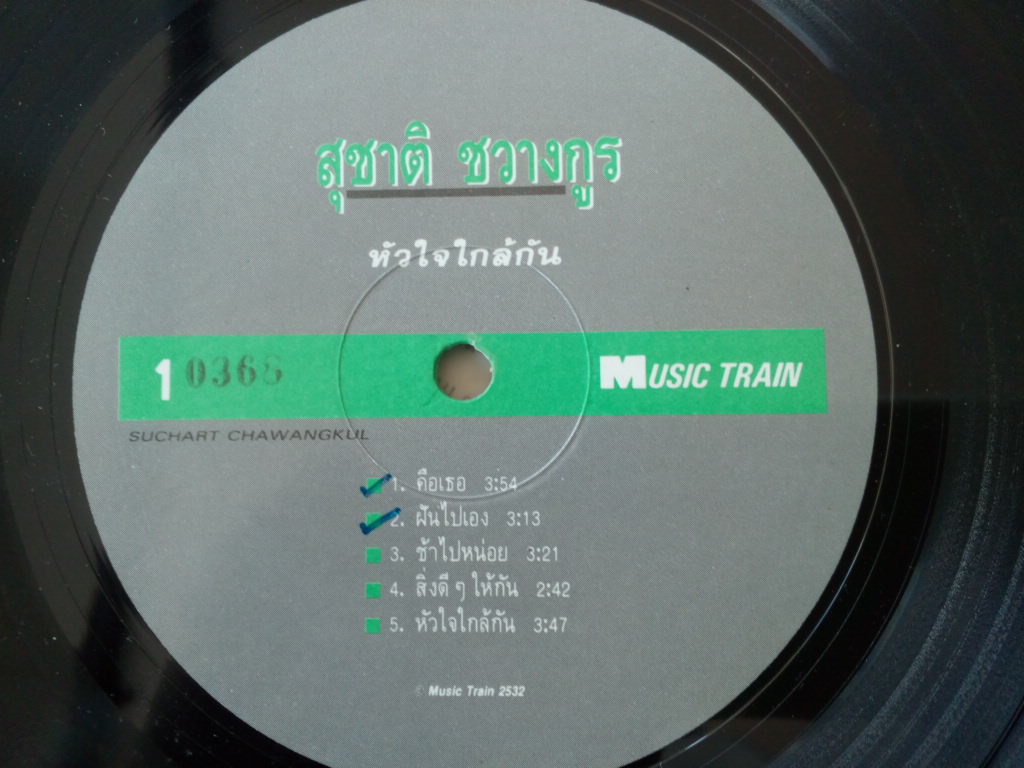 สุชาติ ชวางกูร
หัวใจใกล้กัน
1 0366 MUSIC TRAIN
SUCHART CHAWANGKUL
1. คือเธอ 3:54
2. ฝันไปเอง 3:13
3. ช้าไปหน่อย 3:21
4. สิ่งดี ๆ ให้กัน 2:42
5. หัวใจใกล้กัน 3:47
© Music Train 2532